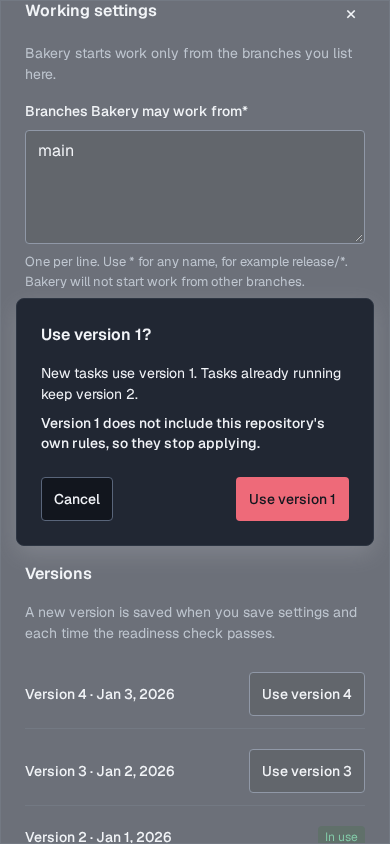 Working settings
×
Bakery starts work only from the branches you list
here.
Branches Bakery may work from*
main
One per line. Use * for any name, for example release/*.
Bakery will not start work from other branches.
Use version 1?
New tasks use version 1. Tasks already running
keep version 2.
Version 1 does not include this repository's
own rules, so they stop applying.
Cancel
Use version 1
Versions
A new version is saved when you save settings and
each time the readiness check passes.
Version 4 · Jan 3, 2026
Use version 4
Version 3 · Jan 2, 2026
Use version 3
Version 2 · Jan 1, 2026
In use